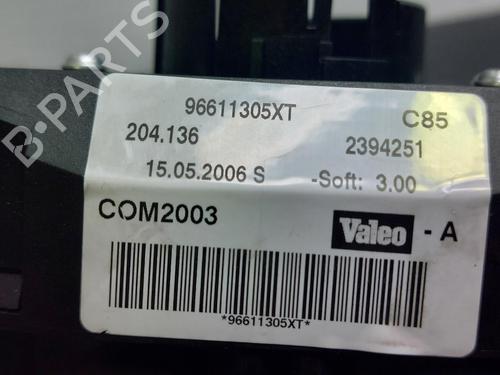 B-PARTS
96611305XT C85
204.136 2394251
15.05.2006 S -Soft: 3.00
COM2003 Valeo - A
*96611305XT*